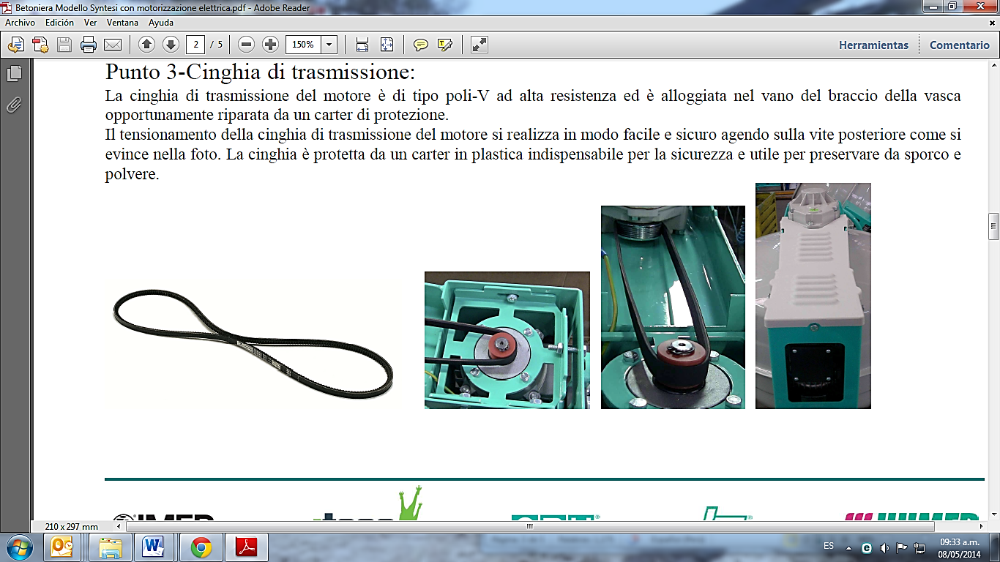 Betoniera Modello Syntesi con motorizzazione elettrica.pdf - Adobe Reader
Archivo Edición Ver Ventana Ayuda
2 / 5 150% Herramientas Comentario
Punto 3-Cinghia di trasmissione:
La cinghia di trasmissione del motore è di tipo poli-V ad alta resistenza ed è alloggiata nel vano del braccio della vasca
opportunamente riparata da un carter di protezione.
Il tensionamento della cinghia di trasmissione del motore si realizza in modo facile e sicuro agendo sulla vite posteriore come si
evince nella foto. La cinghia è protetta da un carter in plastica indispensabile per la sicurezza e utile per preservare da sporco e
polvere.
IMER
210 x 297 mm
ES 09:33 a.m.
08/05/2014